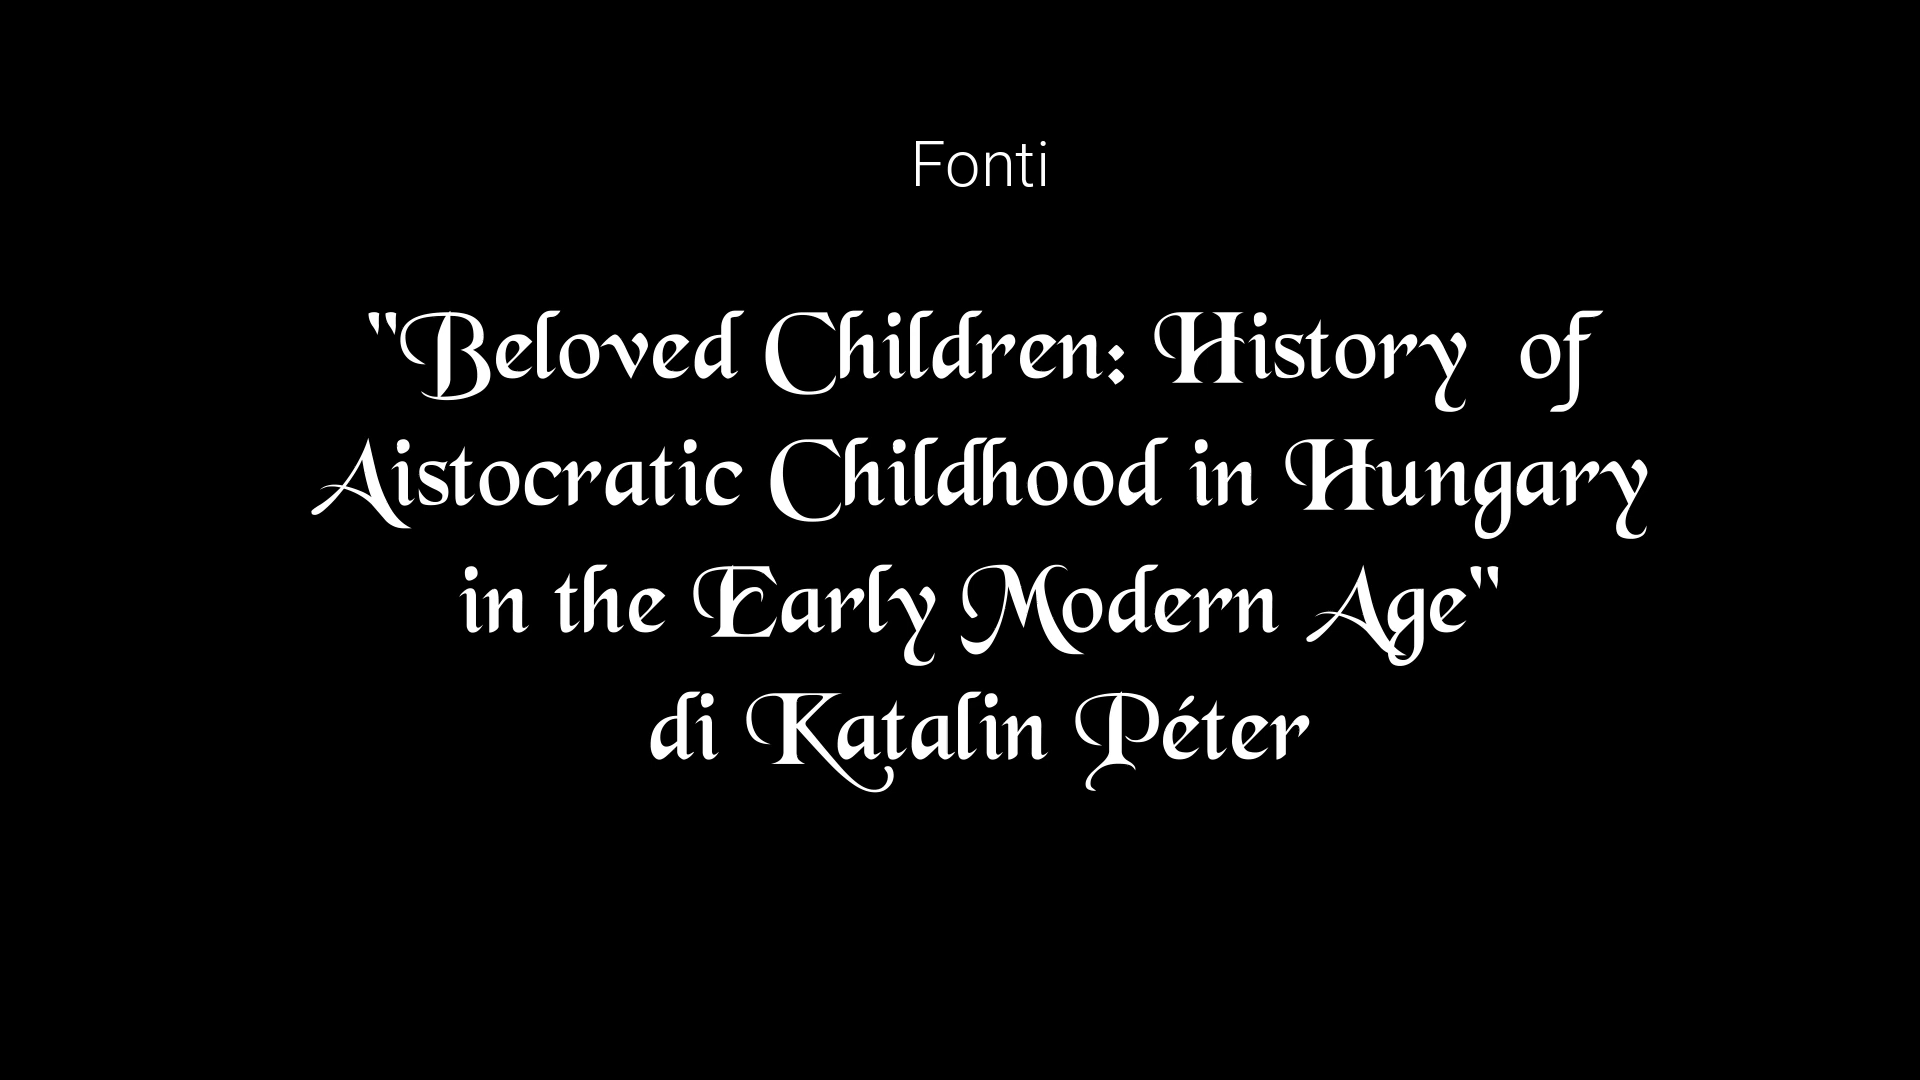 Fonti
"Beloved Children: History  of
Aistocratic Childhood in Hungary
in the Early Modern Age"
di Katalin Péter